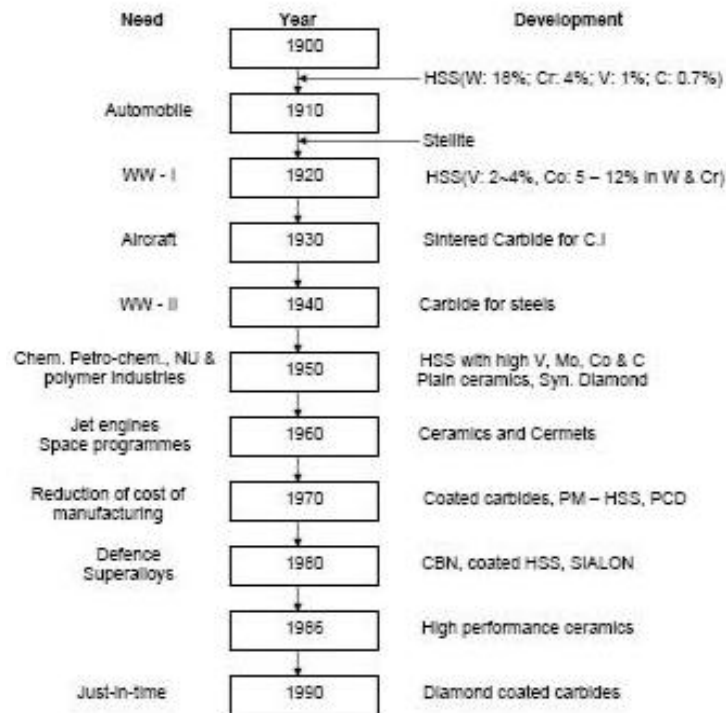 Need Year Development
1900
HSS(W: 18%; Cr: 4%; V: 1%; C: 0.7%)
Automobile 1910
Stellite
WW - I 1920 HSS(V: 2~4%, Co: 5 – 12% in W & Cr)
Aircraft 1930 Sintered Carbide for C.I
WW - II 1940 Carbide for steels
Chem. Petro-chem., NU &
polymer industries
1950
HSS with high V, Mo, Co & C
Plain ceramics, Syn. Diamond
Jet engines
Space programmes
1960
Ceramics and Cermets
Reduction of cost of
manufacturing
1970
Coated carbides, PM – HSS, PCD
Defence
Superalloys
1980
CBN, coated HSS, SIALON
1986 High performance ceramics
Just-in-time 1990 Diamond coated carbides